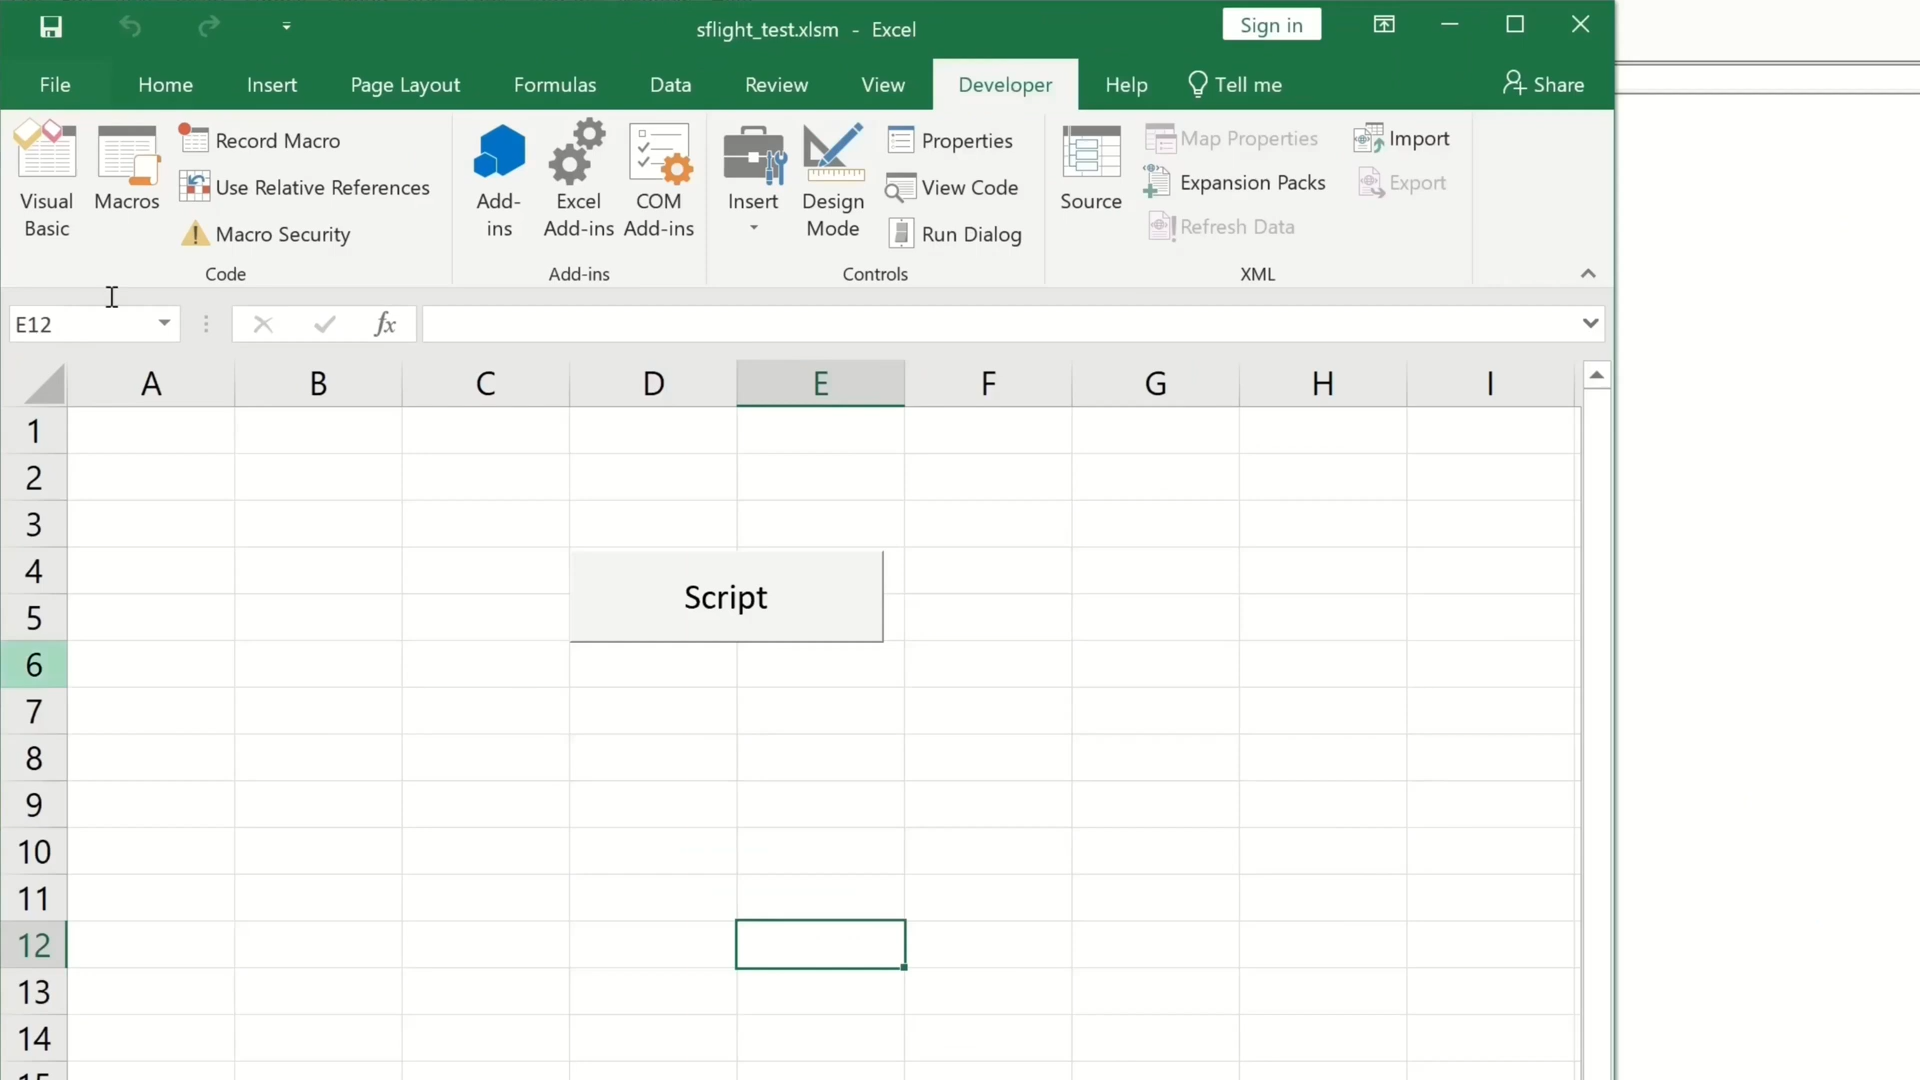 sflight_test.xlsm - Excel
Sign in
File Home Insert Page Layout Formulas Data Review View Developer Help Tell me Share
Visual Basic
Macros
Record Macro
Use Relative References
Macro Security
Code
Add-ins
Excel Add-ins
COM Add-ins
Add-ins
Insert
Design Mode
Properties
View Code
Run Dialog
Controls
Source
Map Properties
Expansion Packs
Refresh Data
Import
Export
XML
E12
fx
A B C D E F G H I
1
2
3
4
5
Script
6
7
8
9
10
11
12
13
14
15